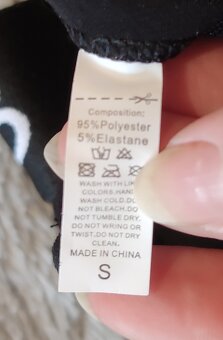 Composition:
95%Polyester
5%Elastane
WASH WITH LIK
COLORS.HAN
WASH COLD.DO
NOT BLEACH.DO
NOT TUMBLE DRY.
DO NOT WRING OR
TWIST.DO NOT DRY
CLEAN.
MADE IN CHINA
S